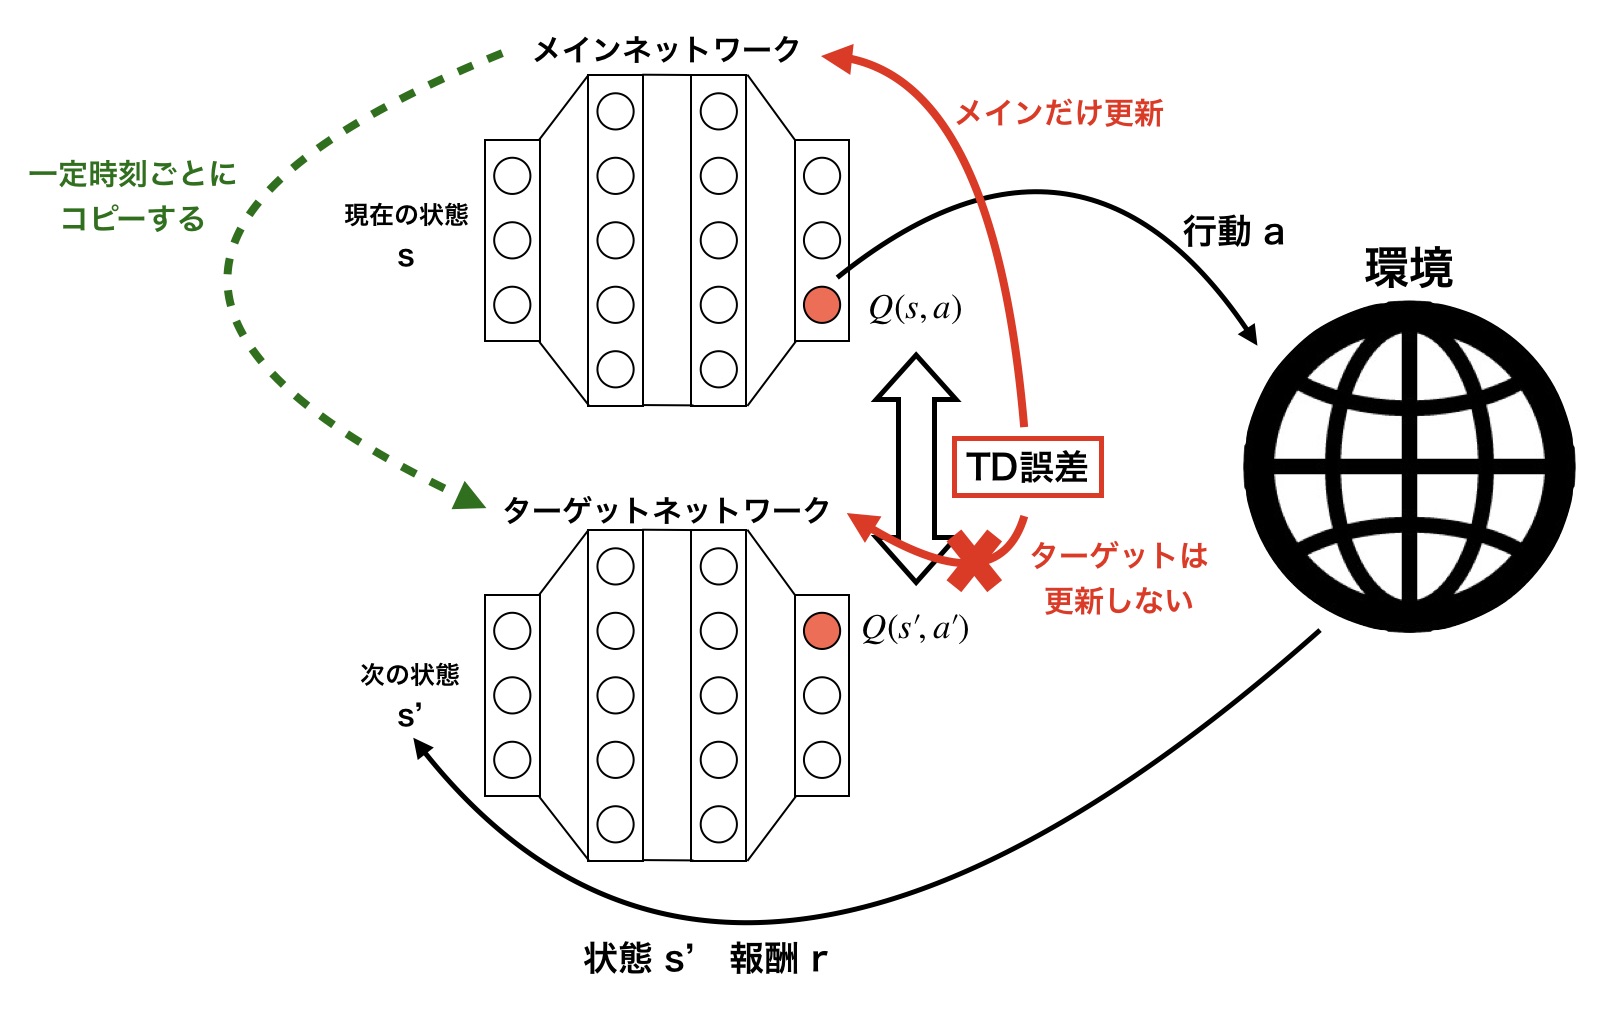 メインネットワーク
メインだけ更新
一定時刻ごとに
コピーする
現在の状態
s
行動 a
環境
Q(s, a)
TD誤差
ターゲットネットワーク
ターゲットは
更新しない
Q(s′, a′)
次の状態
s’
状態 s’ 報酬 r